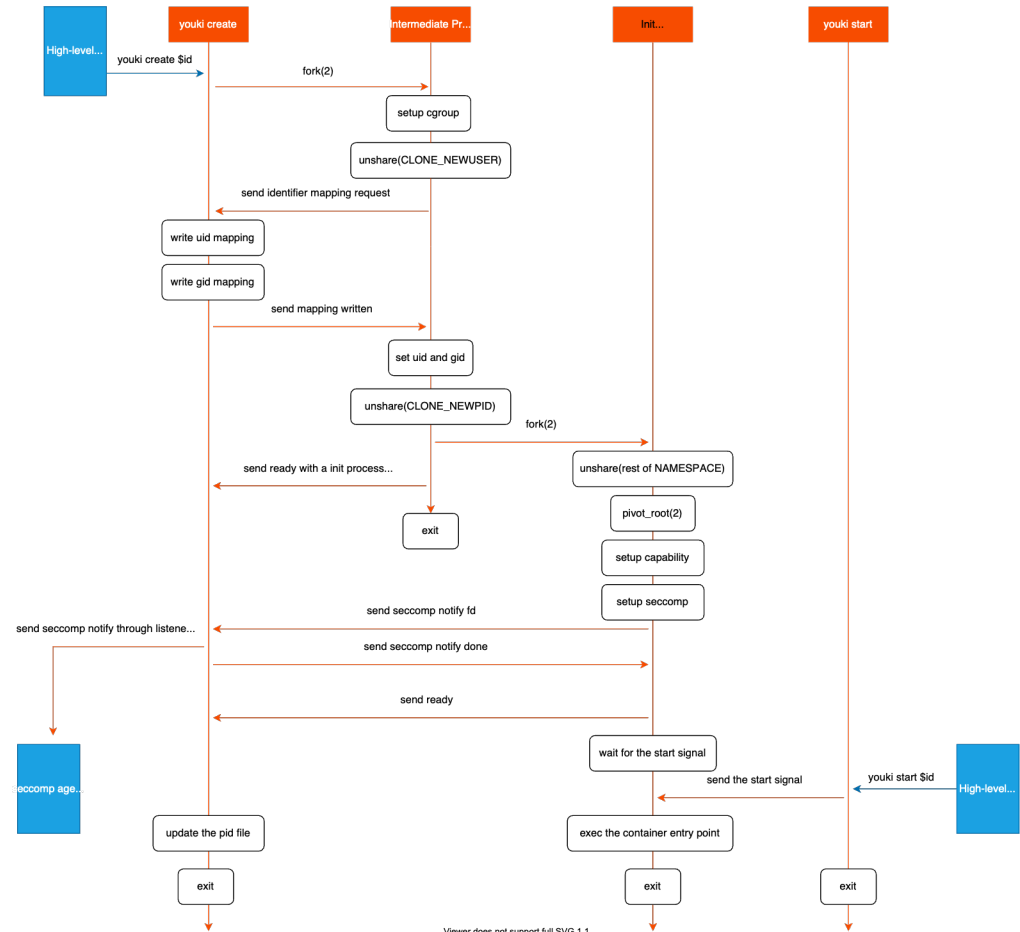 youki create
Intermediate Pr...
Init...
youki start
High-level...
youki create $id
fork(2)
setup cgroup
unshare(CLONE_NEWUSER)
send identifier mapping request
write uid mapping
write gid mapping
send mapping written
set uid and gid
unshare(CLONE_NEWPID)
fork(2)
unshare(rest of NAMESPACE)
send ready with a init process...
pivot_root(2)
exit
setup capability
setup seccomp
send seccomp notify fd
send seccomp notify through listene...
send seccomp notify done
send ready
wait for the start signal
send the start signal
youki start $id
eccomp age...
High-level...
update the pid file
exec the container entry point
exit
exit
exit
Viewer does not support full SVG 1.1